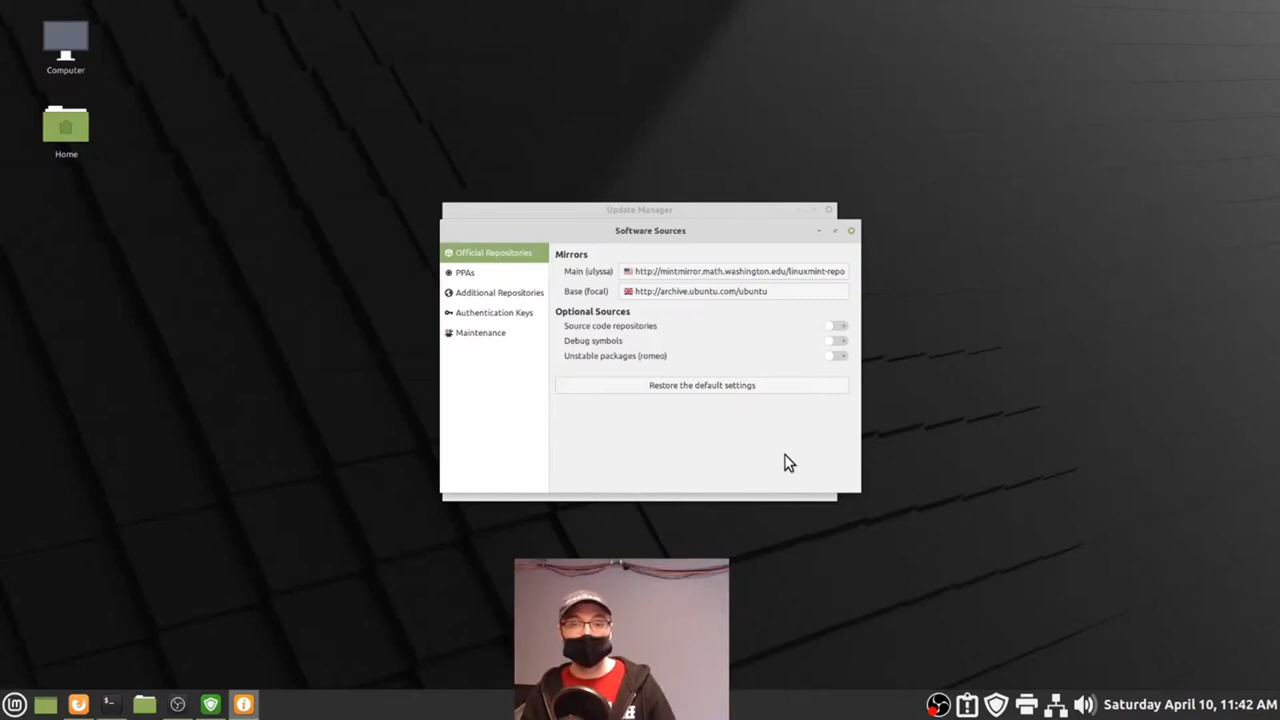 Computer
Home
Update Manager
Software Sources
Official Repositories
PPAs
Additional Repositories
Authentication Keys
Maintenance
Mirrors
Main (ulyssa) http://mintmirror.math.washington.edu/linuxmint-repo
Base (focal) http://archive.ubuntu.com/ubuntu
Optional Sources
Source code repositories
Debug symbols
Unstable packages (romeo)
Restore the default settings
Saturday April 10, 11:42 AM